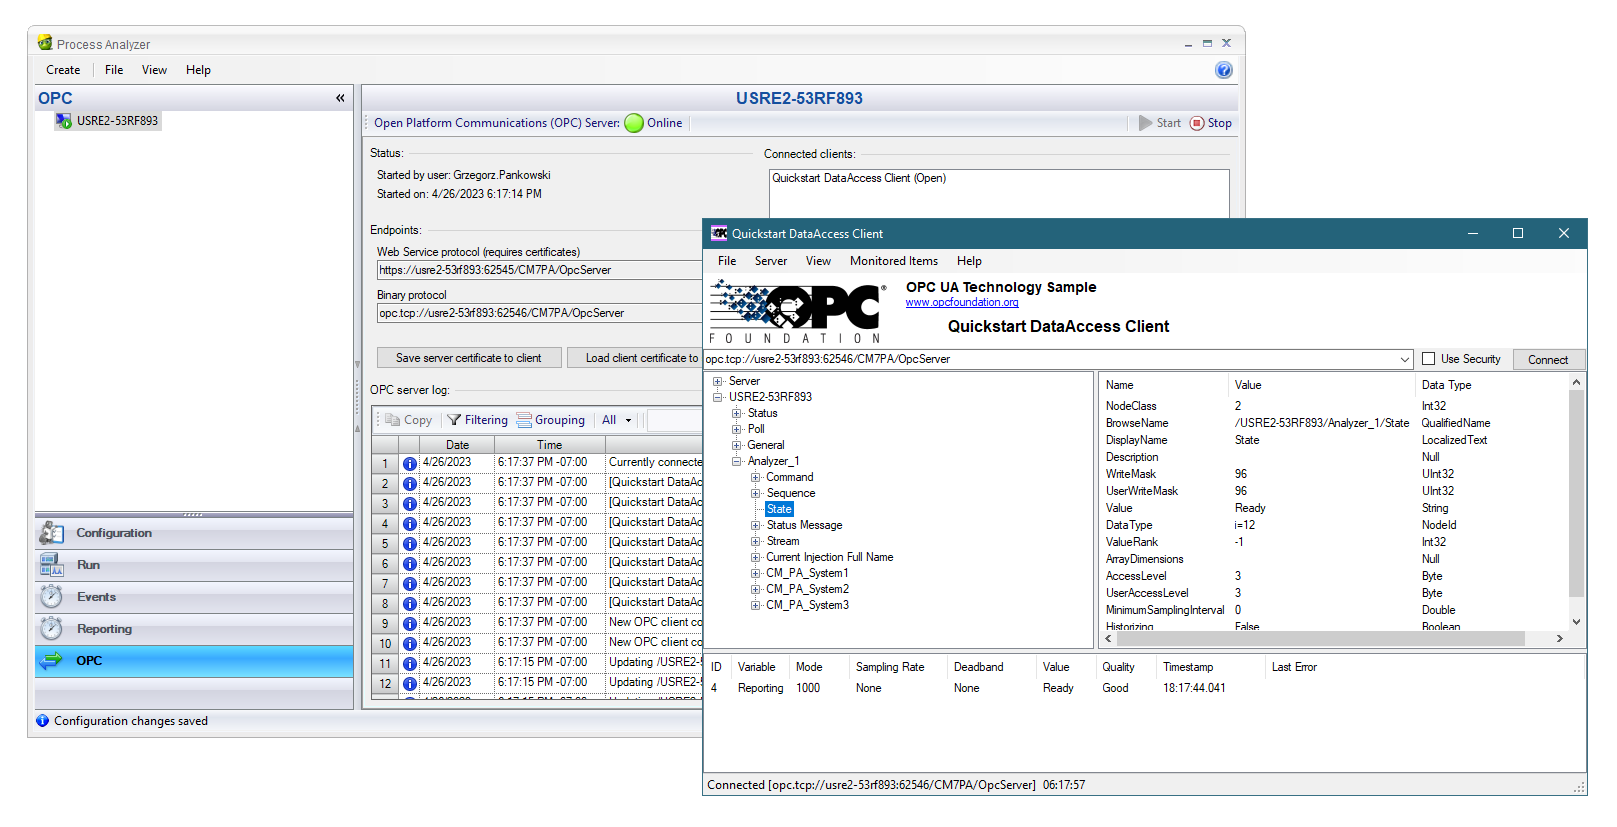 Process Analyzer
Create File View Help
OPC «
USRE2-53RF893
USRE2-53RF893
Open Platform Communications (OPC) Server: Online
Start Stop
Status:
Started by user: Grzegorz.Pankowski
Started on: 4/26/2023 6:17:14 PM
Connected clients:
Quickstart DataAccess Client (Open)
Endpoints:
Web Service protocol (requires certificates)
https://usre2-53rf893:62545/CM7PA/OpcServer
Binary protocol
opc.tcp://usre2-53rf893:62546/CM7PA/OpcServer
Save server certificate to client
Load client certificate to
OPC server log:
Copy Filtering Grouping All
Date Time
1 4/26/2023 6:17:37 PM -07:00 Currently connecte
2 4/26/2023 6:17:37 PM -07:00 [Quickstart DataAc
3 4/26/2023 6:17:37 PM -07:00 [Quickstart DataAc
4 4/26/2023 6:17:37 PM -07:00 [Quickstart DataAc
5 4/26/2023 6:17:37 PM -07:00 [Quickstart DataAc
6 4/26/2023 6:17:37 PM -07:00 [Quickstart DataAc
7 4/26/2023 6:17:37 PM -07:00 [Quickstart DataAc
8 4/26/2023 6:17:37 PM -07:00 [Quickstart DataAc
9 4/26/2023 6:17:37 PM -07:00 New OPC client co
10 4/26/2023 6:17:37 PM -07:00 New OPC client co
11 4/26/2023 6:17:15 PM -07:00 Updating /USRE2-5
12 4/26/2023 6:17:15 PM -07:00 Updating /USRE2-5
Configuration
Run
Events
Reporting
OPC
Configuration changes saved
Quickstart DataAccess Client
File Server View Monitored Items Help
OPC
FOUNDATION
OPC UA Technology Sample
www.opcfoundation.org
Quickstart DataAccess Client
opc.tcp://usre2-53rf893:62546/CM7PA/OpcServer
Use Security
Connect
Server
USRE2-53RF893
Status
Poll
General
Analyzer_1
Command
Sequence
State
Status Message
Stream
Current Injection Full Name
CM_PA_System1
CM_PA_System2
CM_PA_System3
Name Value Data Type
NodeClass 2 Int32
BrowseName /USRE2-53RF893/Analyzer_1/State QualifiedName
DisplayName State LocalizedText
Description Null
WriteMask 96 UInt32
UserWriteMask 96 UInt32
Value Ready String
DataType i=12 NodeId
ValueRank -1 Int32
ArrayDimensions Null
AccessLevel 3 Byte
UserAccessLevel 3 Byte
MinimumSamplingInterval 0 Double
Historizing False Boolean
ID Variable Mode Sampling Rate Deadband Value Quality Timestamp Last Error
4 Reporting 1000 None None Ready Good 18:17:44.041
Connected [opc.tcp://usre2-53rf893:62546/CM7PA/OpcServer] 06:17:57